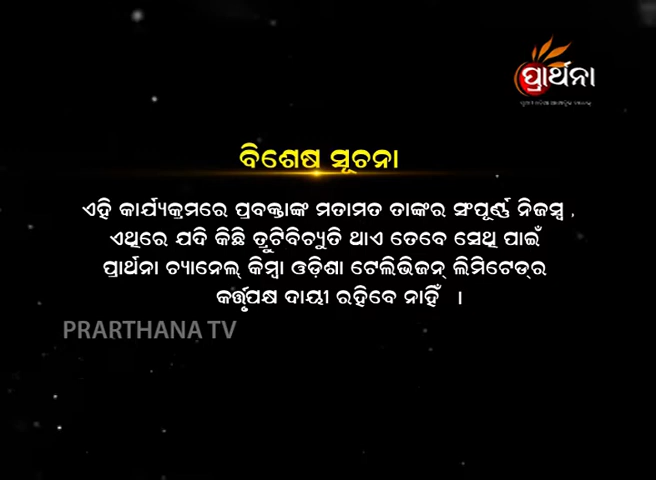 ପ୍ରାର୍ଥନା
ବିଶେଷ ସୂଚନା
ଏହି କାର୍ଯ୍ୟକ୍ରମରେ ପ୍ରବକ୍ତାଙ୍କ ମତାମତ ତାଙ୍କର ସଂପୂର୍ଣ୍ଣ ନିଜସ୍ୱ ,
ଏଥିରେ ଯଦି କିଛି ତ୍ରୁଟିବିଚ୍ୟୁତି ଥାଏ ତେବେ ସେଥି ପାଇଁ
ପ୍ରାର୍ଥନା ଚ୍ୟାନେଲ୍ କିମ୍ବା ଓଡ଼ିଶା ଟେଲିଭିଜନ୍ ଲିମିଟେଡ୍‌ର
କର୍ତ୍ତୃପକ୍ଷ ଦାୟୀ ରହିବେ ନାହିଁ ।
PRARTHANA TV